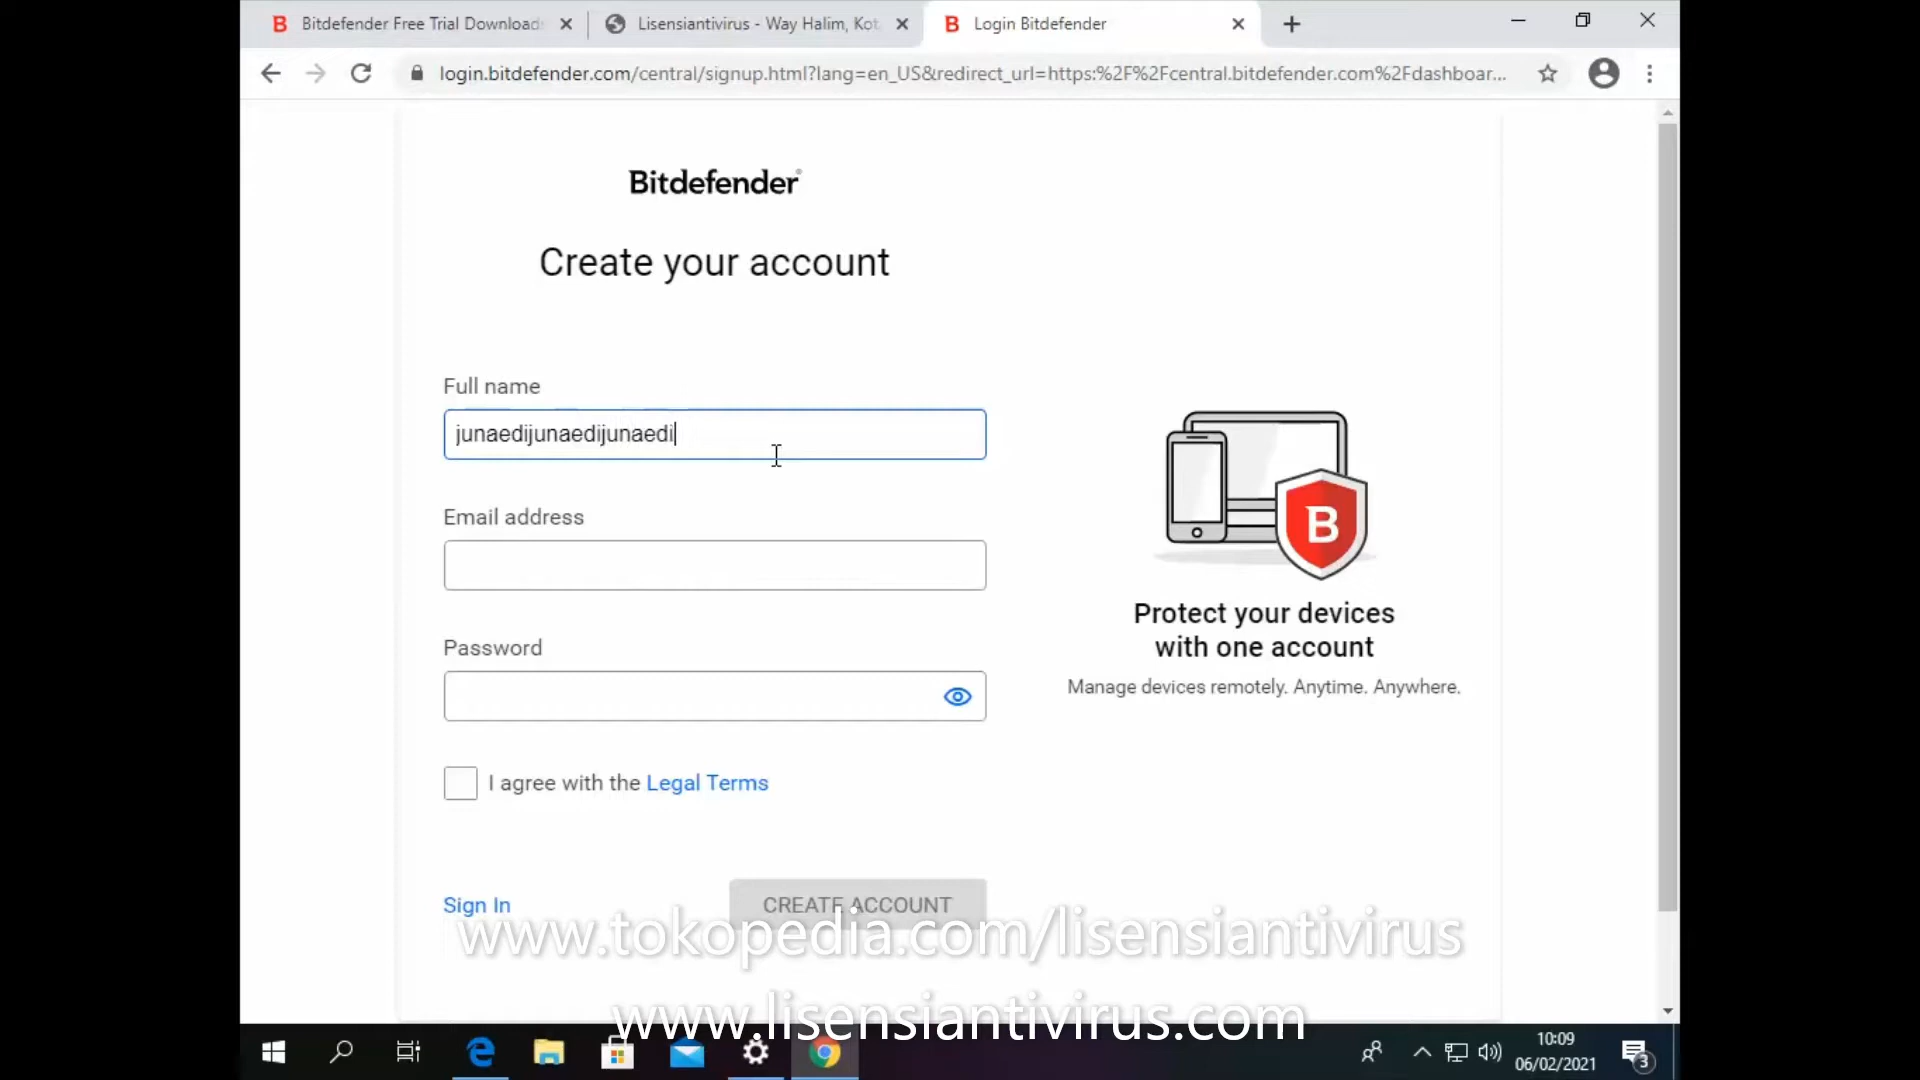 Bitdefender Free Trial Download
Lisensiantivirus - Way Halim, Kot
Login Bitdefender
login.bitdefender.com/central/signup.html?lang=en_US&redirect_url=https:%2F%2Fcentral.bitdefender.com%2Fdashboar...
Bitdefender
Create your account
Full name
junaedijunaedijunaedi
Email address
Password
I agree with the Legal Terms
Sign In
CREATE ACCOUNT
B
Protect your devices
with one account
Manage devices remotely. Anytime. Anywhere.
www.tokopedia.com/lisensiantivirus
www.lisensiantivirus.com
10:09
06/02/2021
3